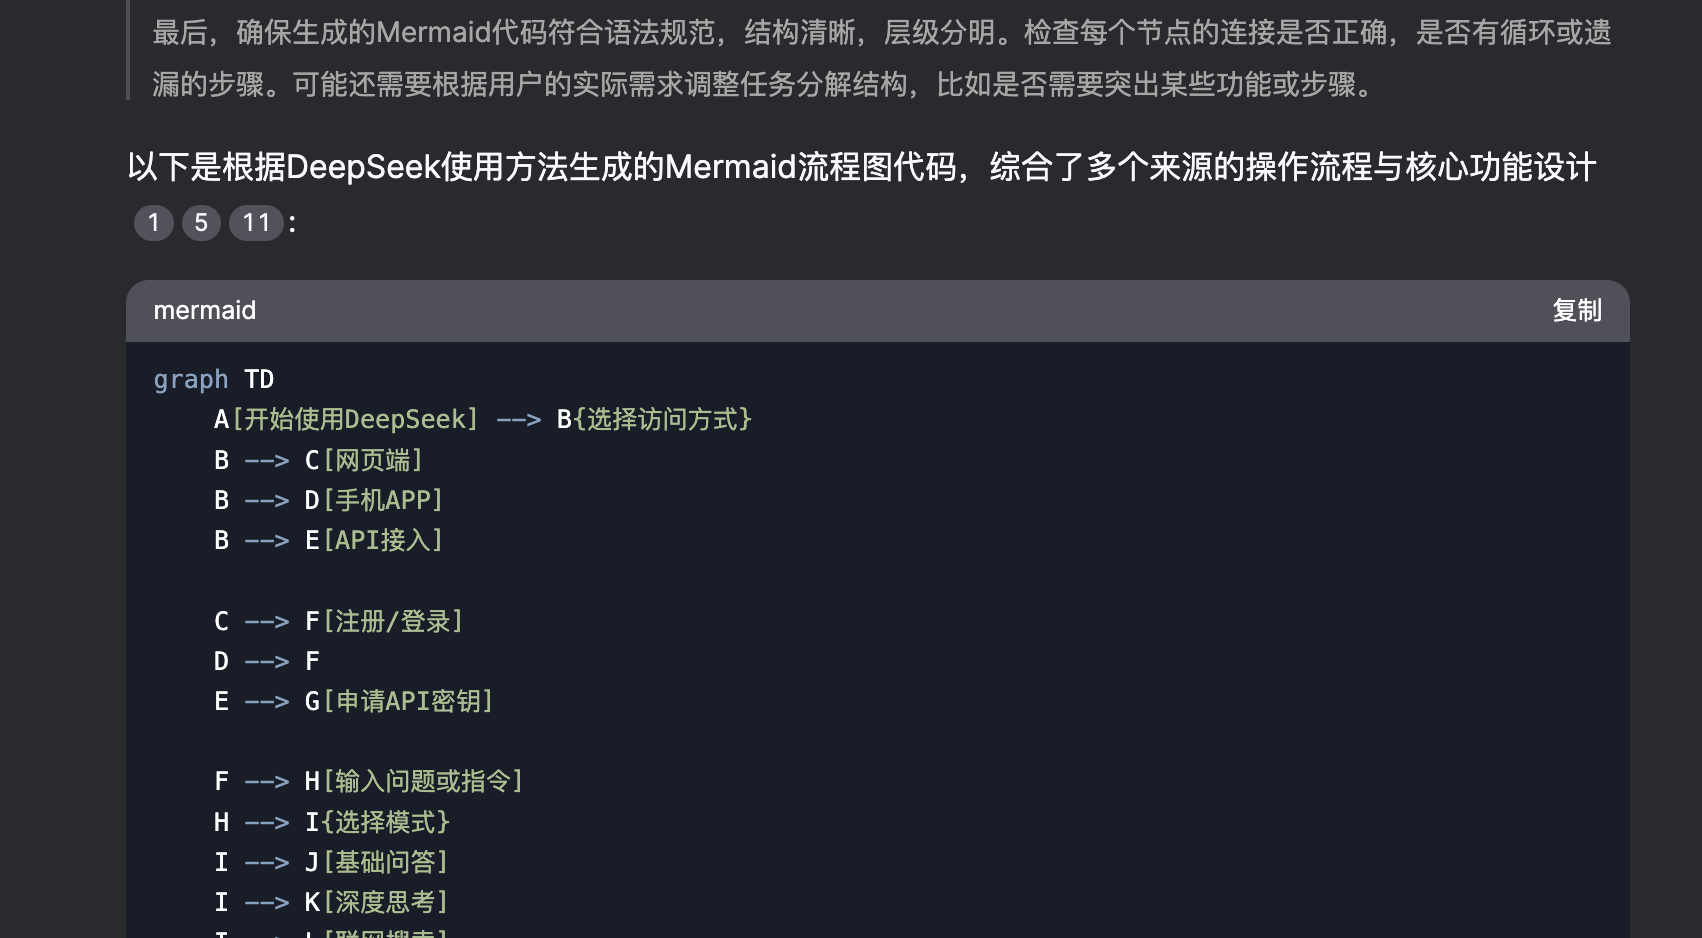 最后，确保生成的Mermaid代码符合语法规范，结构清晰，层级分明。检查每个节点的连接是否正确，是否有循环或遗
漏的步骤。可能还需要根据用户的实际需求调整任务分解结构，比如是否需要突出某些功能或步骤。
以下是根据DeepSeek使用方法生成的Mermaid流程图代码，综合了多个来源的操作流程与核心功能设计
1 5 11：
mermaid 复制
graph TD
    A[开始使用DeepSeek] --> B{选择访问方式}
    B --> C[网页端]
    B --> D[手机APP]
    B --> E[API接入]

    C --> F[注册/登录]
    D --> F
    E --> G[申请API密钥]

    F --> H[输入问题或指令]
    H --> I{选择模式}
    I --> J[基础问答]
    I --> K[深度思考]
    I --> L[联网搜索]